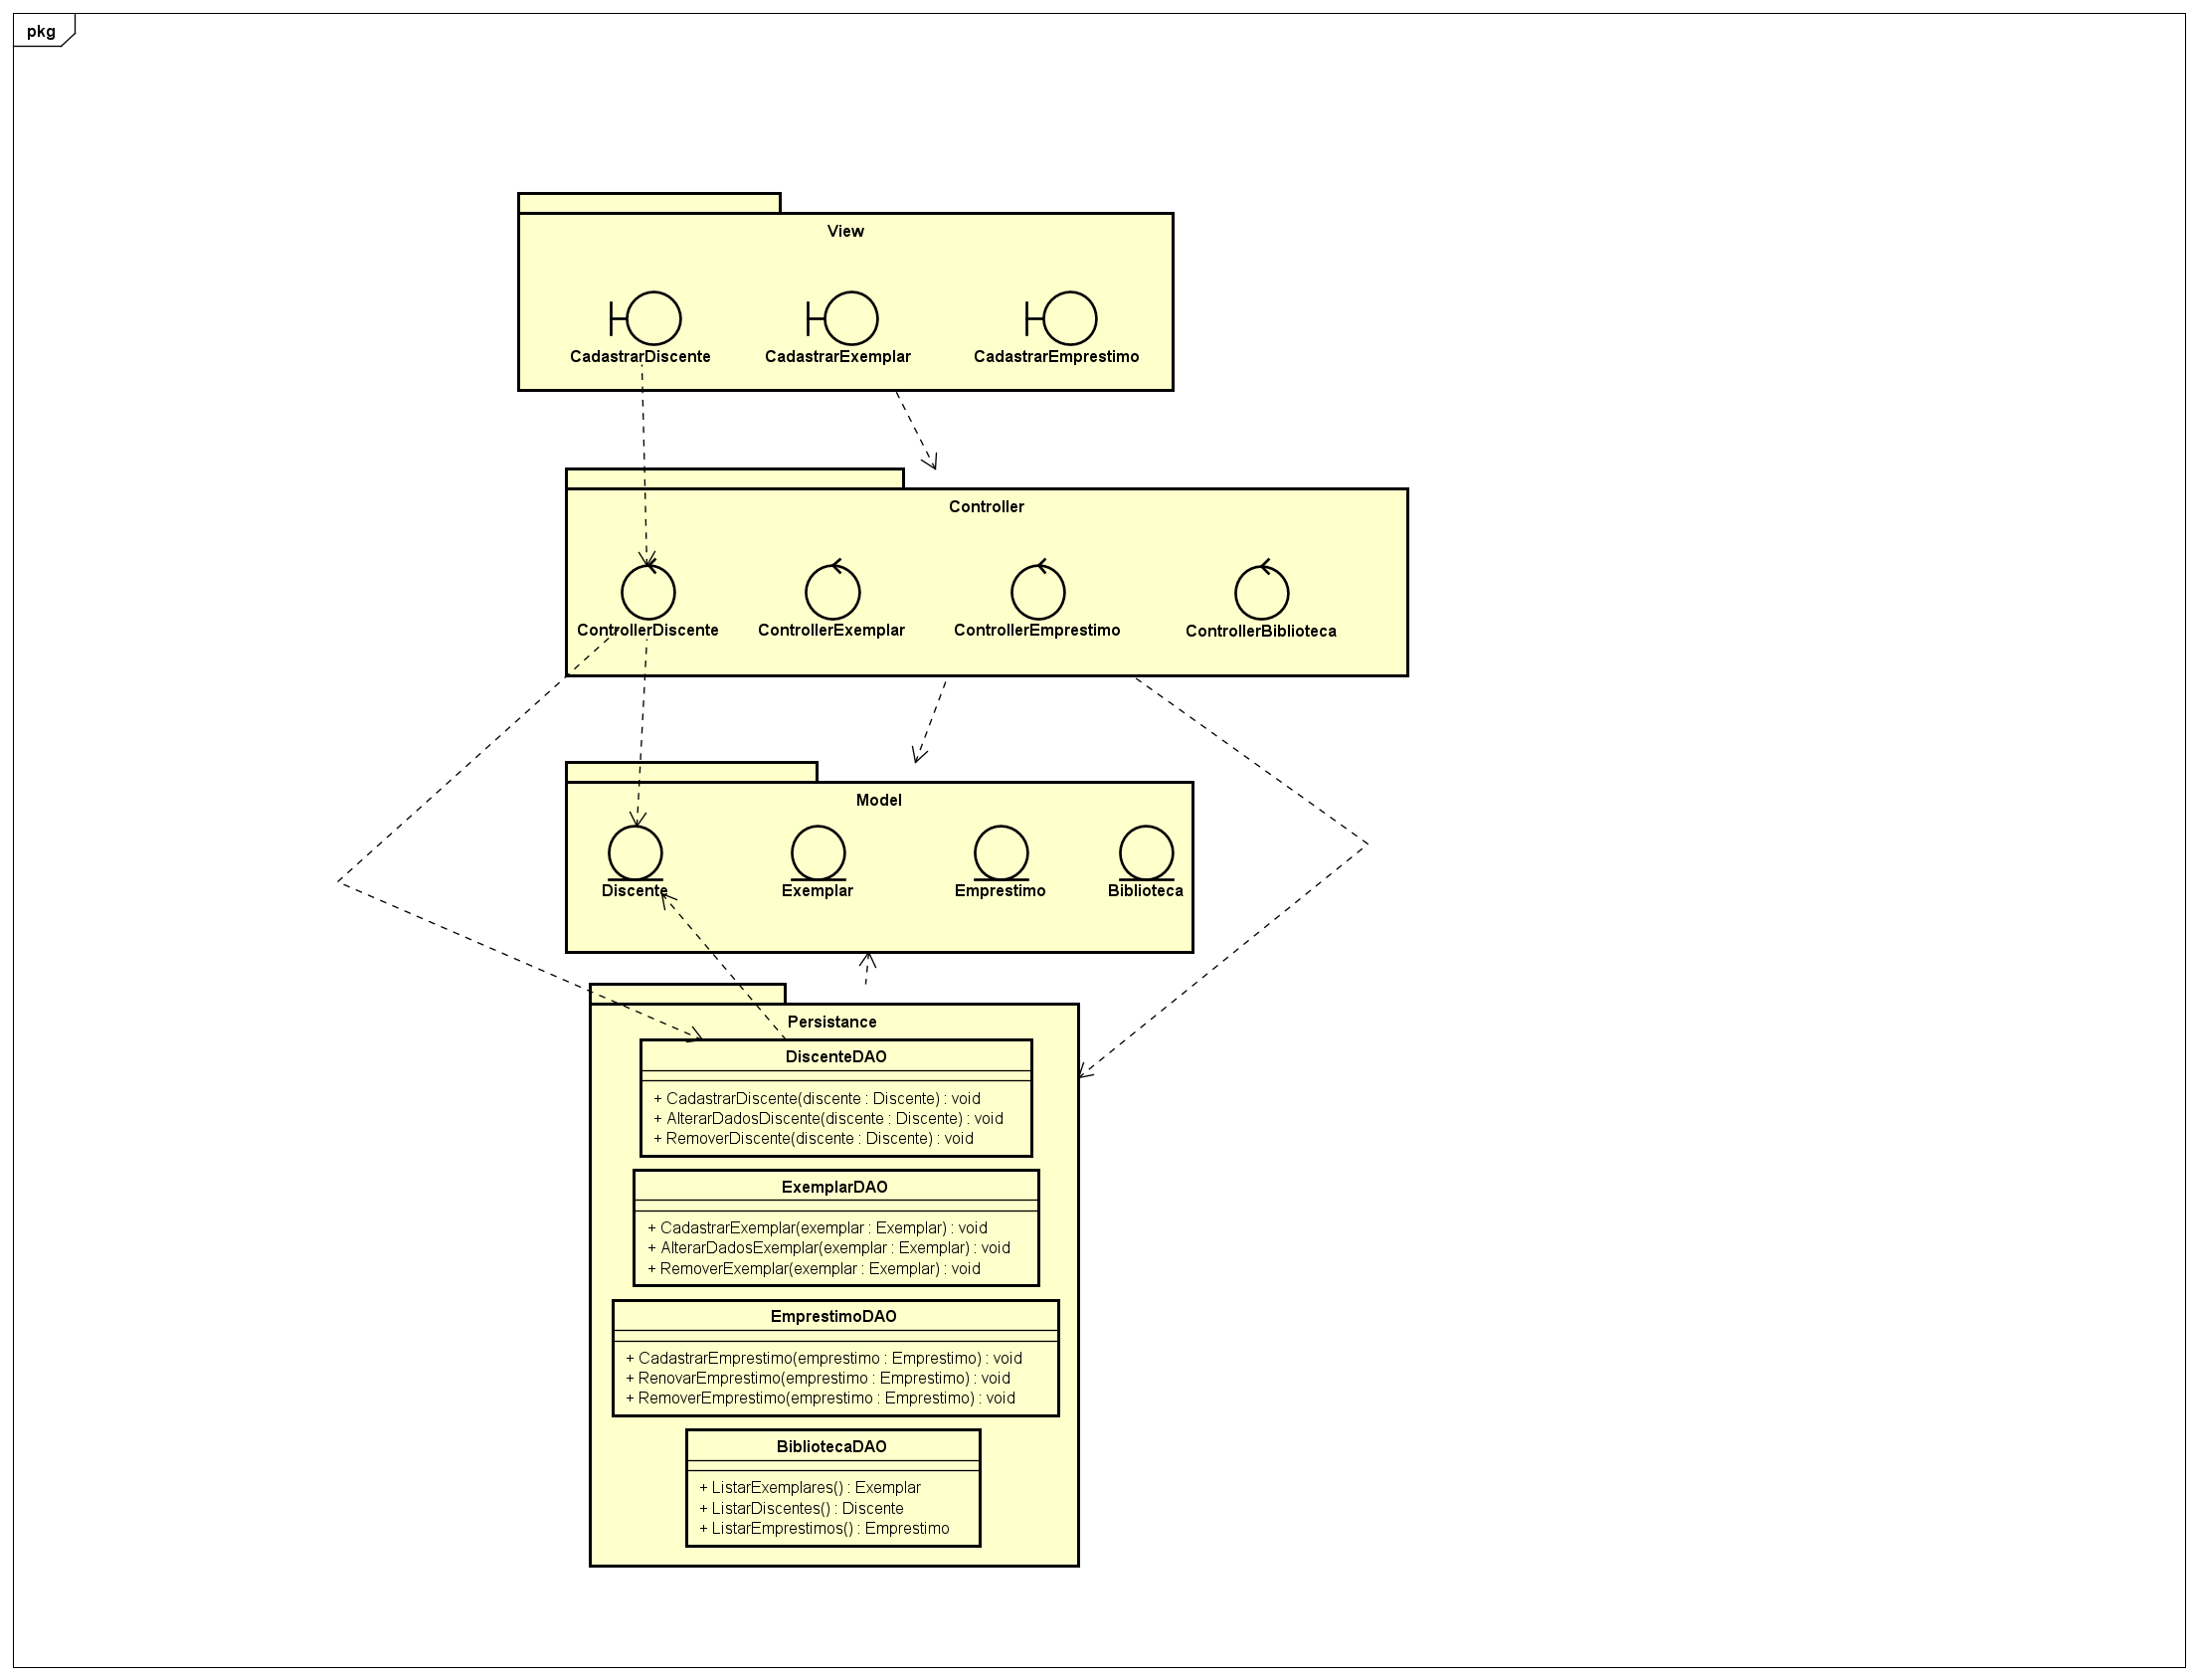 pkg
View
CadastrarDiscente
CadastrarExemplar
CadastrarEmprestimo
Controller
ControllerDiscente
ControllerExemplar
ControllerEmprestimo
ControllerBiblioteca
Model
Discente
Exemplar
Emprestimo
Biblioteca
Persistance
DiscenteDAO
+ CadastrarDiscente(discente : Discente) : void
+ AlterarDadosDiscente(discente : Discente) : void
+ RemoverDiscente(discente : Discente) : void
ExemplarDAO
+ CadastrarExemplar(exemplar : Exemplar) : void
+ AlterarDadosExemplar(exemplar : Exemplar) : void
+ RemoverExemplar(exemplar : Exemplar) : void
EmprestimoDAO
+ CadastrarEmprestimo(emprestimo : Emprestimo) : void
+ RenovarEmprestimo(emprestimo : Emprestimo) : void
+ RemoverEmprestimo(emprestimo : Emprestimo) : void
BibliotecaDAO
+ ListarExemplares() : Exemplar
+ ListarDiscentes() : Discente
+ ListarEmprestimos() : Emprestimo